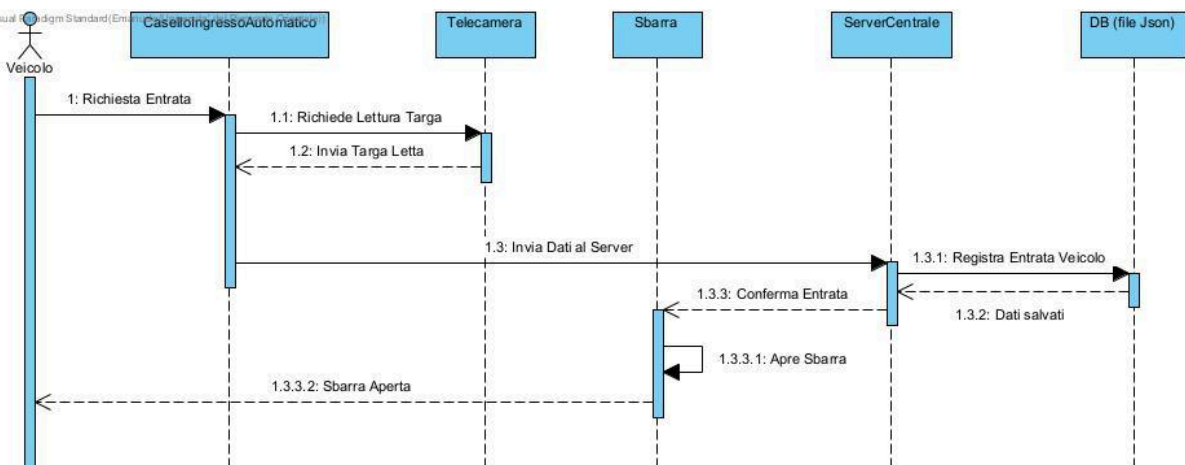 CaselloIngressoAutomatico
Telecamera
Sbarra
ServerCentrale
DB (file Json)
Veicolo
1: Richiesta Entrata
1.1: Richiede Lettura Targa
1.2: Invia Targa Letta
1.3: Invia Dati al Server
1.3.1: Registra Entrata Veicolo
1.3.3: Conferma Entrata
1.3.2: Dati salvati
1.3.3.1: Apre Sbarra
1.3.3.2: Sbarra Aperta